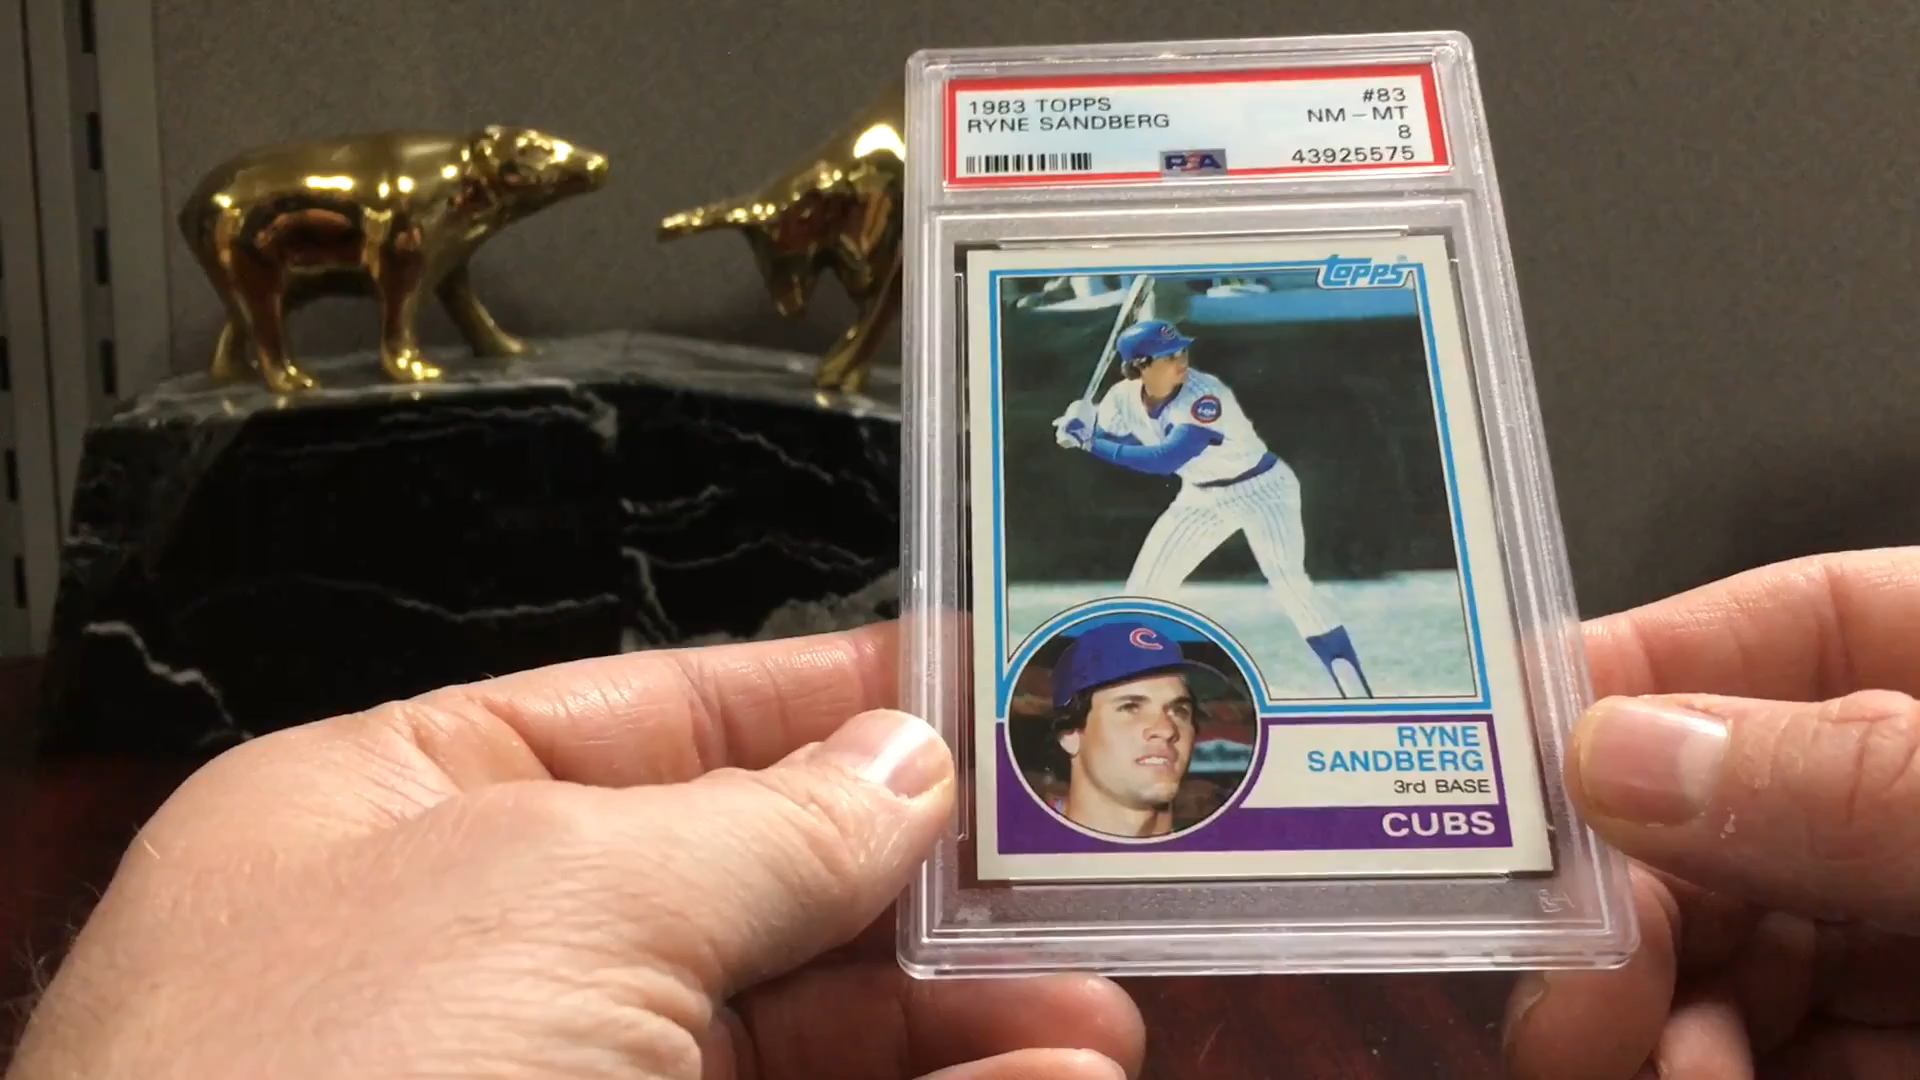 1983 TOPPS
RYNE SANDBERG
#83
NM - MT
8
43925575
PSA
topps
C
RYNE
SANDBERG
3rd BASE
CUBS